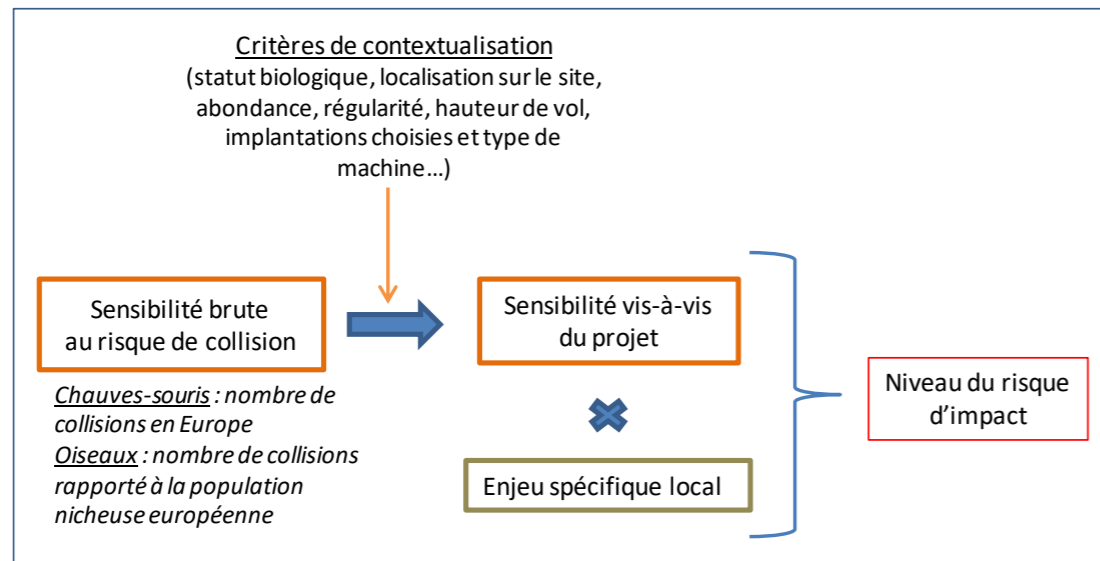 Critères de contextualisation
(statut biologique, localisation sur le site,
abondance, régularité, hauteur de vol,
implantations choisies et type de
machine...)
Sensibilité brute
au risque de collision
Sensibilité vis-à-vis
du projet
Chauves-souris : nombre de
collisions en Europe
Oiseaux : nombre de collisions
rapporté à la population
nicheuse européenne
Enjeu spécifique local
Niveau du risque
d’impact